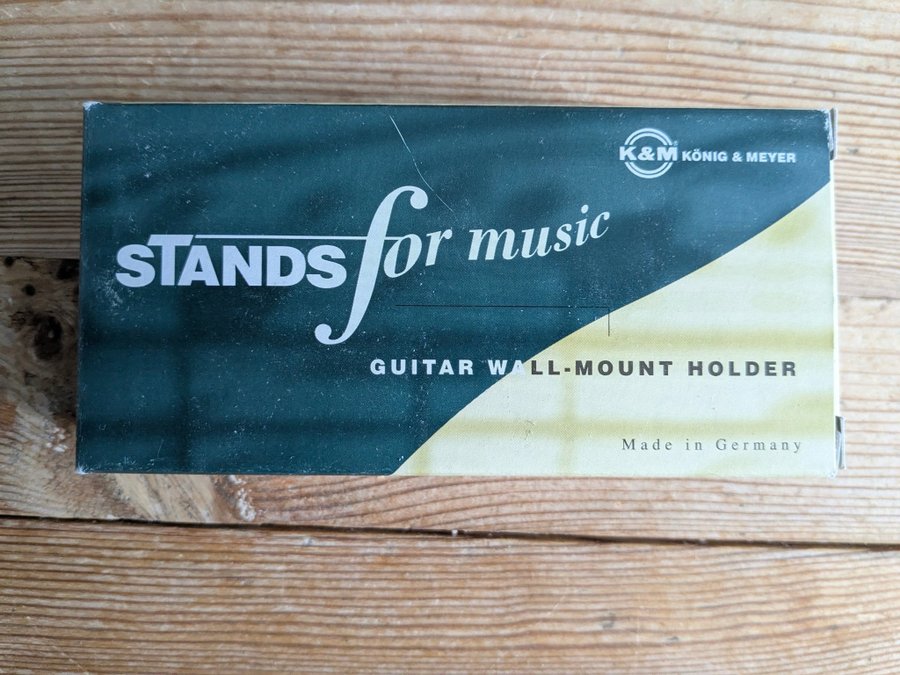 K&M® KÖNIG & MEYER
STANDS for music
GUITAR WALL-MOUNT HOLDER
Made in Germany